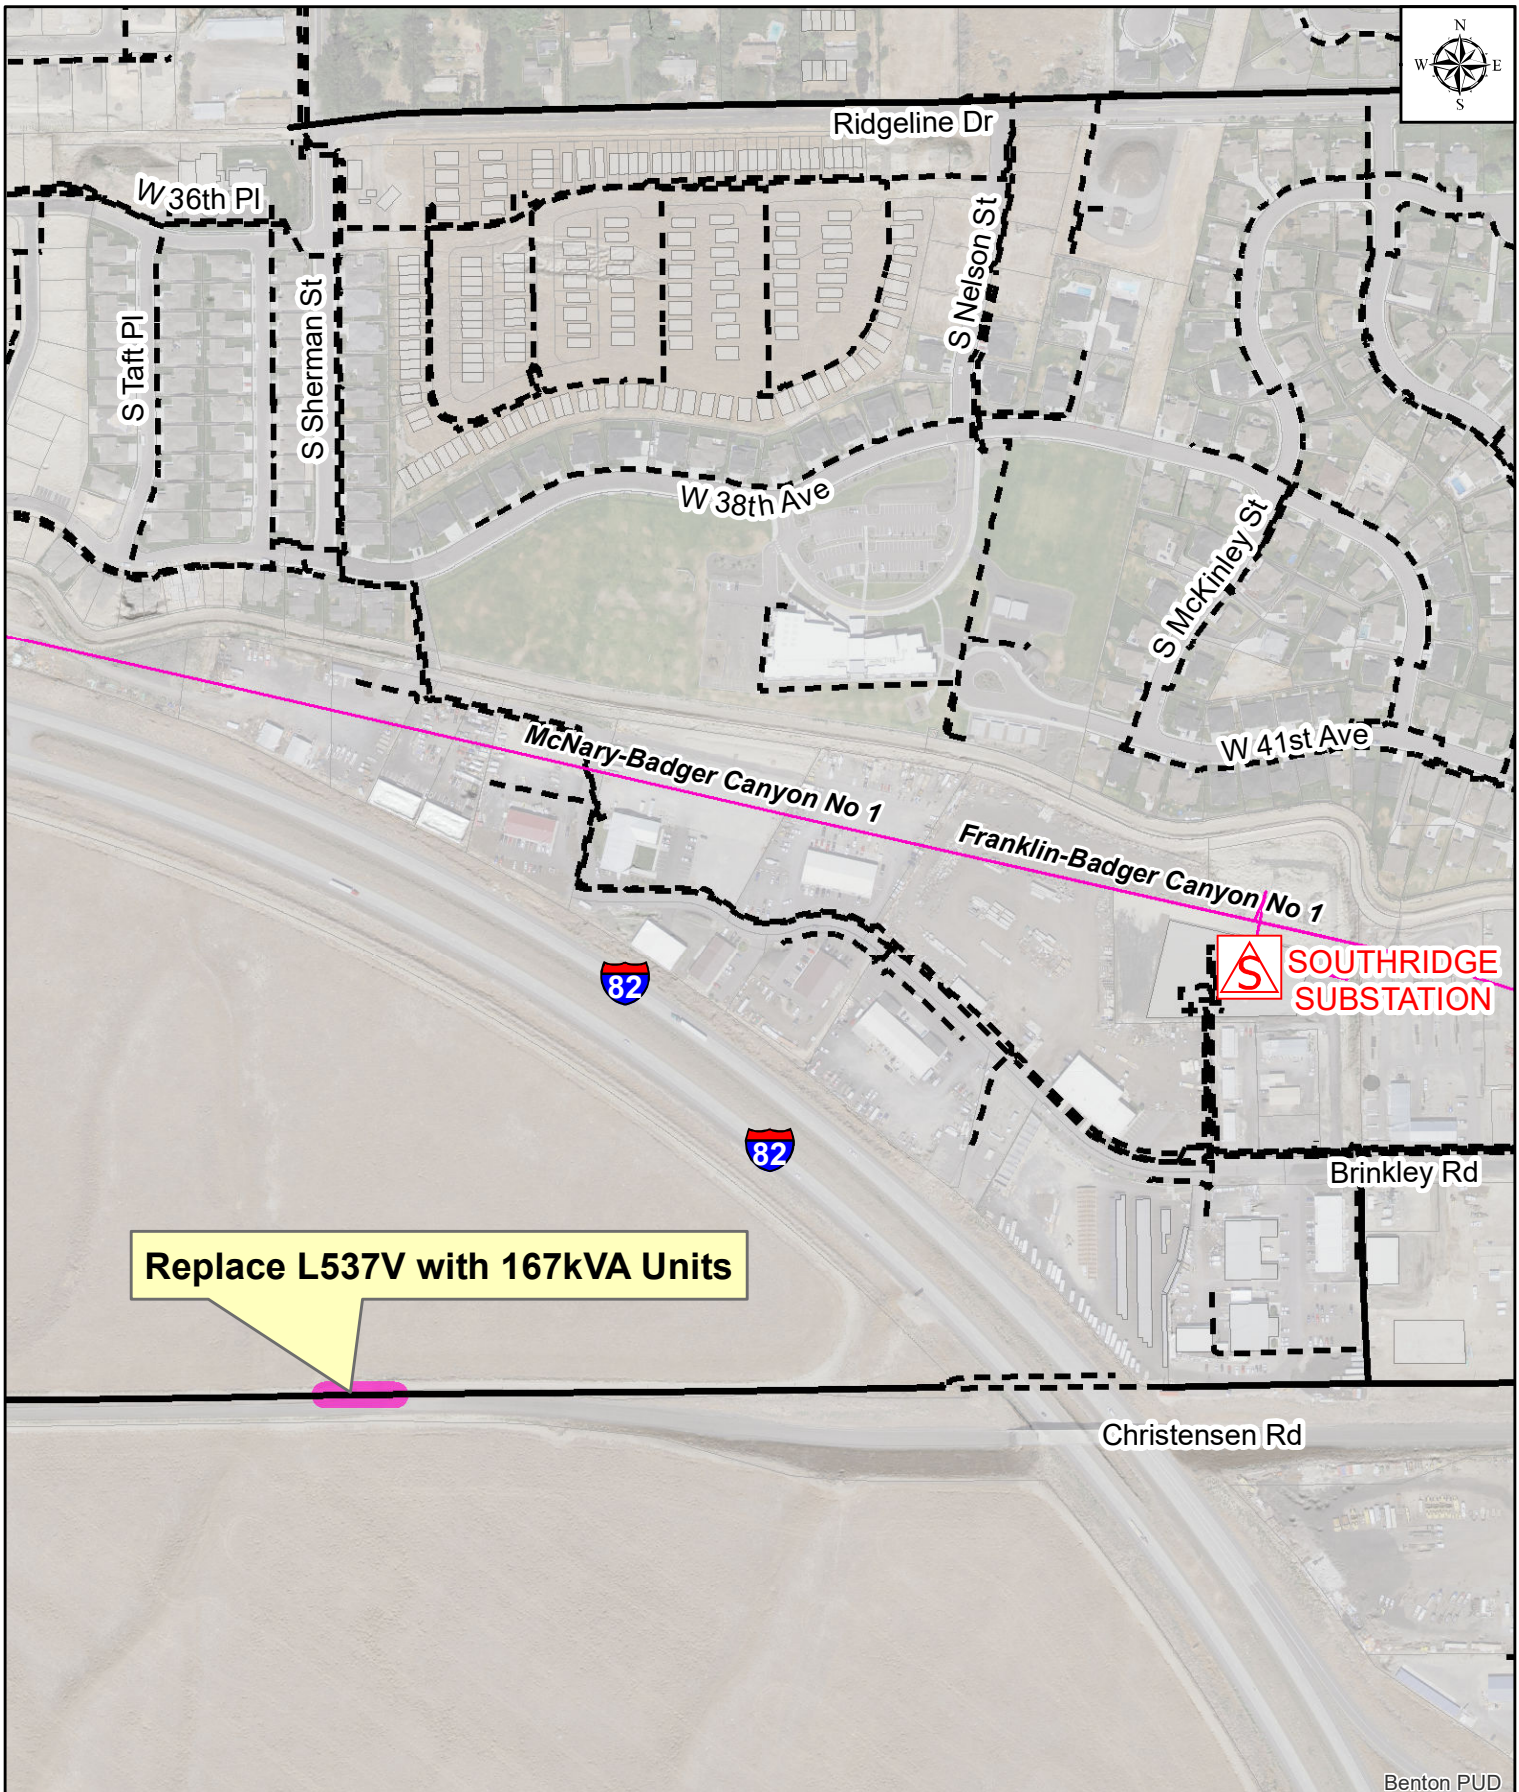 N
W E
S
Ridgeline Dr
W 36th Pl
S Nelson St
S Taft Pl
S Sherman St
W 38th Ave
S McKinley St
W 41st Ave
McNary-Badger Canyon No 1
Franklin-Badger Canyon No 1
S
SOUTHRIDGE
SUBSTATION
82
82
Brinkley Rd
Replace L537V with 167kVA Units
Christensen Rd
Benton PUD